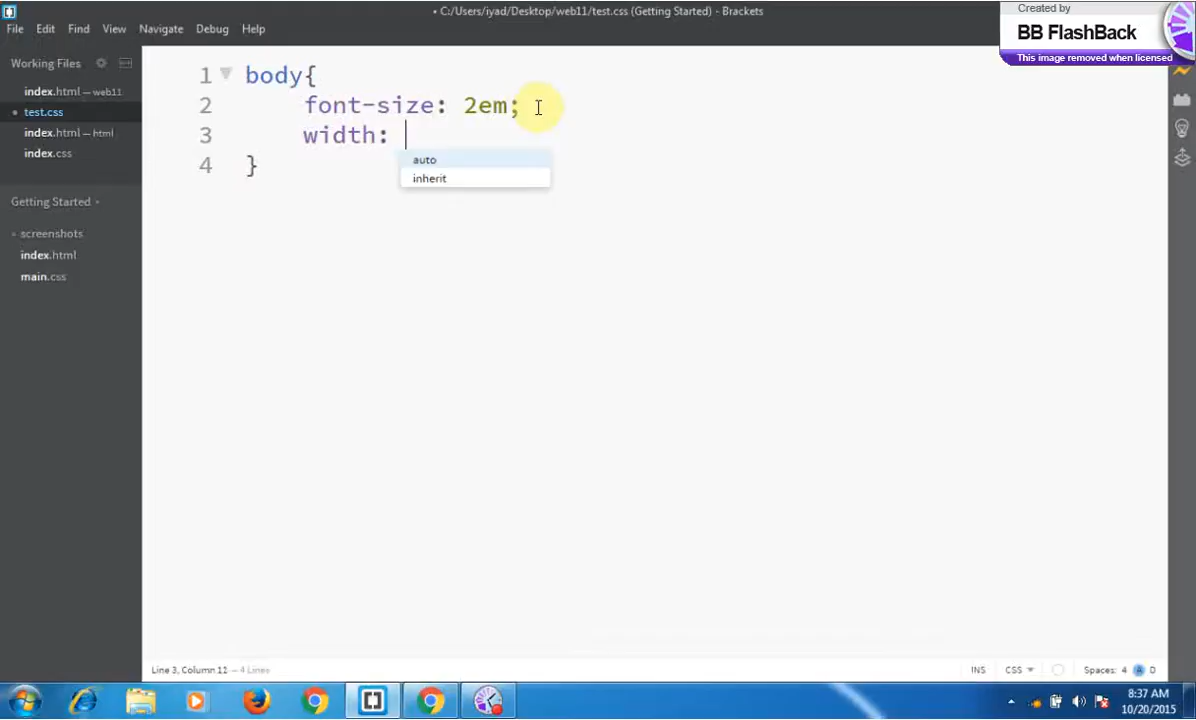 • C:/Users/iyad/Desktop/web11/test.css (Getting Started) - Brackets
File Edit Find View Navigate Debug Help
Created by
BB FlashBack
This image removed when licensed
Working Files
index.html — web11
test.css
index.html — html
index.css
Getting Started
screenshots
index.html
main.css
1 body{
2 font-size: 2em;
3 width:
4 }
auto
inherit
Line 3, Column 12 — 4 Lines
INS CSS Spaces: 4 D
8:37 AM
10/20/2015